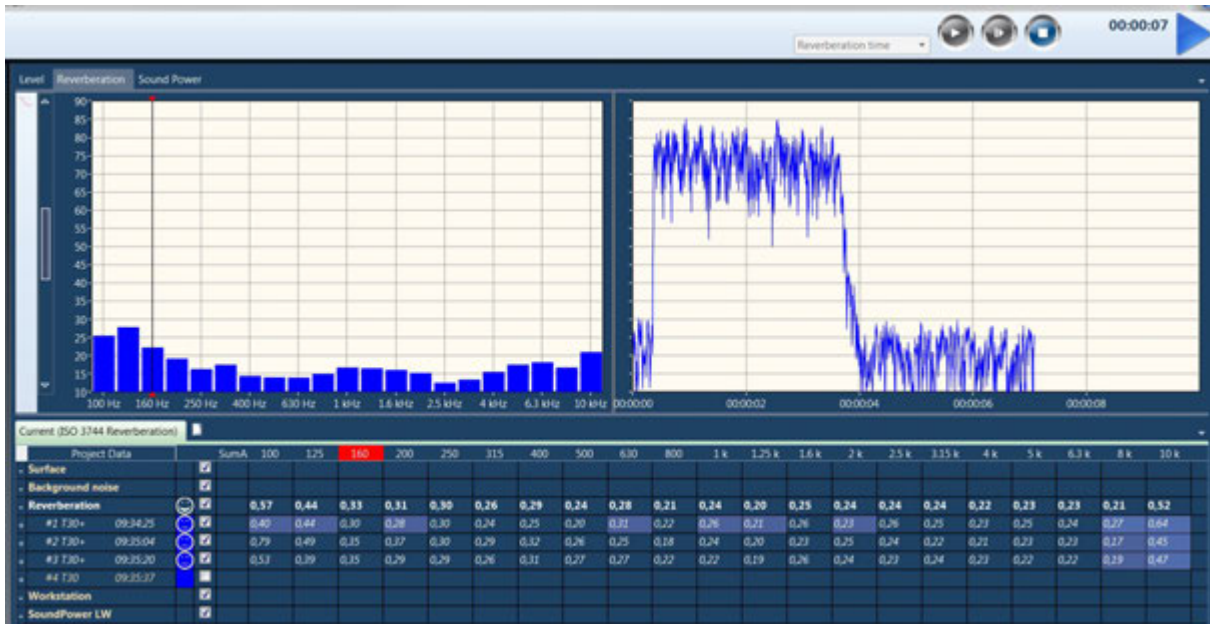 00:00:07
Reverberation time
Level Reverberation Sound Power
90
85
80
75
70
65
60
55
50
45
40
35
30
25
20
15
10
100 Hz 160 Hz 250 Hz 400 Hz 630 Hz 1 kHz 1.6 kHz 2.5 kHz 4 kHz 6.3 kHz 10 kHz
00:00:00 00:00:02 00:00:04 00:00:06 00:00:08
Current (ISO 3744 Reverberation)
Project Data SumA 100 125 160 200 250 315 400 500 630 800 1 k 1.25 k 1.6 k 2 k 2.5 k 3.15 k 4 k 5 k 6.3 k 8 k 10 k
Surface
Background noise
Reverberation 0,57 0,44 0,33 0,31 0,30 0,26 0,29 0,24 0,28 0,21 0,24 0,20 0,25 0,24 0,24 0,24 0,22 0,23 0,23 0,21 0,52
#1 T30+ 09:34:25 0,40 0,44 0,30 0,28 0,30 0,24 0,25 0,20 0,31 0,22 0,26 0,21 0,26 0,23 0,26 0,25 0,23 0,25 0,24 0,27 0,64
#2 T30+ 09:35:04 0,79 0,49 0,35 0,37 0,30 0,29 0,32 0,26 0,25 0,18 0,24 0,20 0,23 0,25 0,24 0,22 0,21 0,23 0,23 0,17 0,45
#3 T30+ 09:35:20 0,53 0,39 0,35 0,29 0,29 0,26 0,31 0,27 0,27 0,22 0,22 0,19 0,26 0,24 0,23 0,24 0,23 0,22 0,22 0,19 0,47
#4 T30 09:35:37
Workstation
SoundPower LW